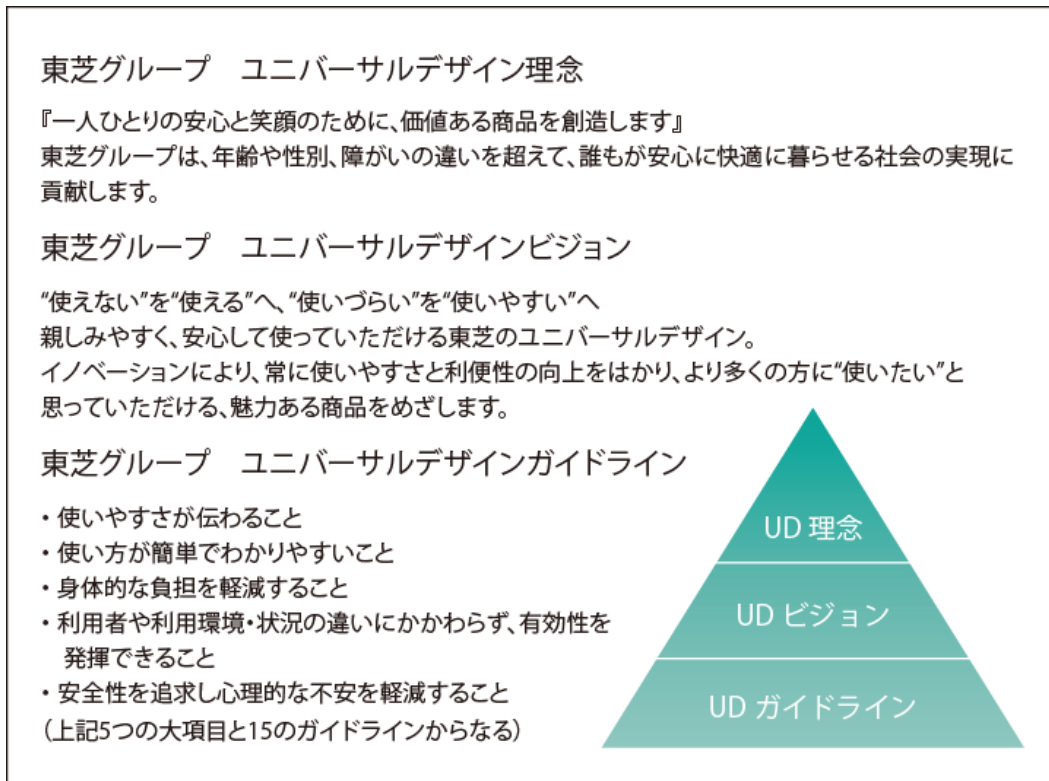 東芝グループ　ユニバーサルデザイン理念
『一人ひとりの安心と笑顔のために、価値ある商品を創造します』
東芝グループは、年齢や性別、障がいの違いを超えて、誰もが安心に快適に暮らせる社会の実現に
貢献します。
東芝グループ　ユニバーサルデザインビジョン
“使えない”を“使える”へ、“使いづらい”を“使いやすい”へ
親しみやすく、安心して使っていただける東芝のユニバーサルデザイン。
イノベーションにより、常に使いやすさと利便性の向上をはかり、より多くの方に“使いたい”と
思っていただける、魅力ある商品をめざします。
東芝グループ　ユニバーサルデザインガイドライン
・使いやすさが伝わること
・使い方が簡単でわかりやすいこと
・身体的な負担を軽減すること
・利用者や利用環境・状況の違いにかかわらず、有効性を
発揮できること
・安全性を追求し心理的な不安を軽減すること
（上記5つの大項目と15のガイドラインからなる）
UD 理念
UD ビジョン
UD ガイドライン